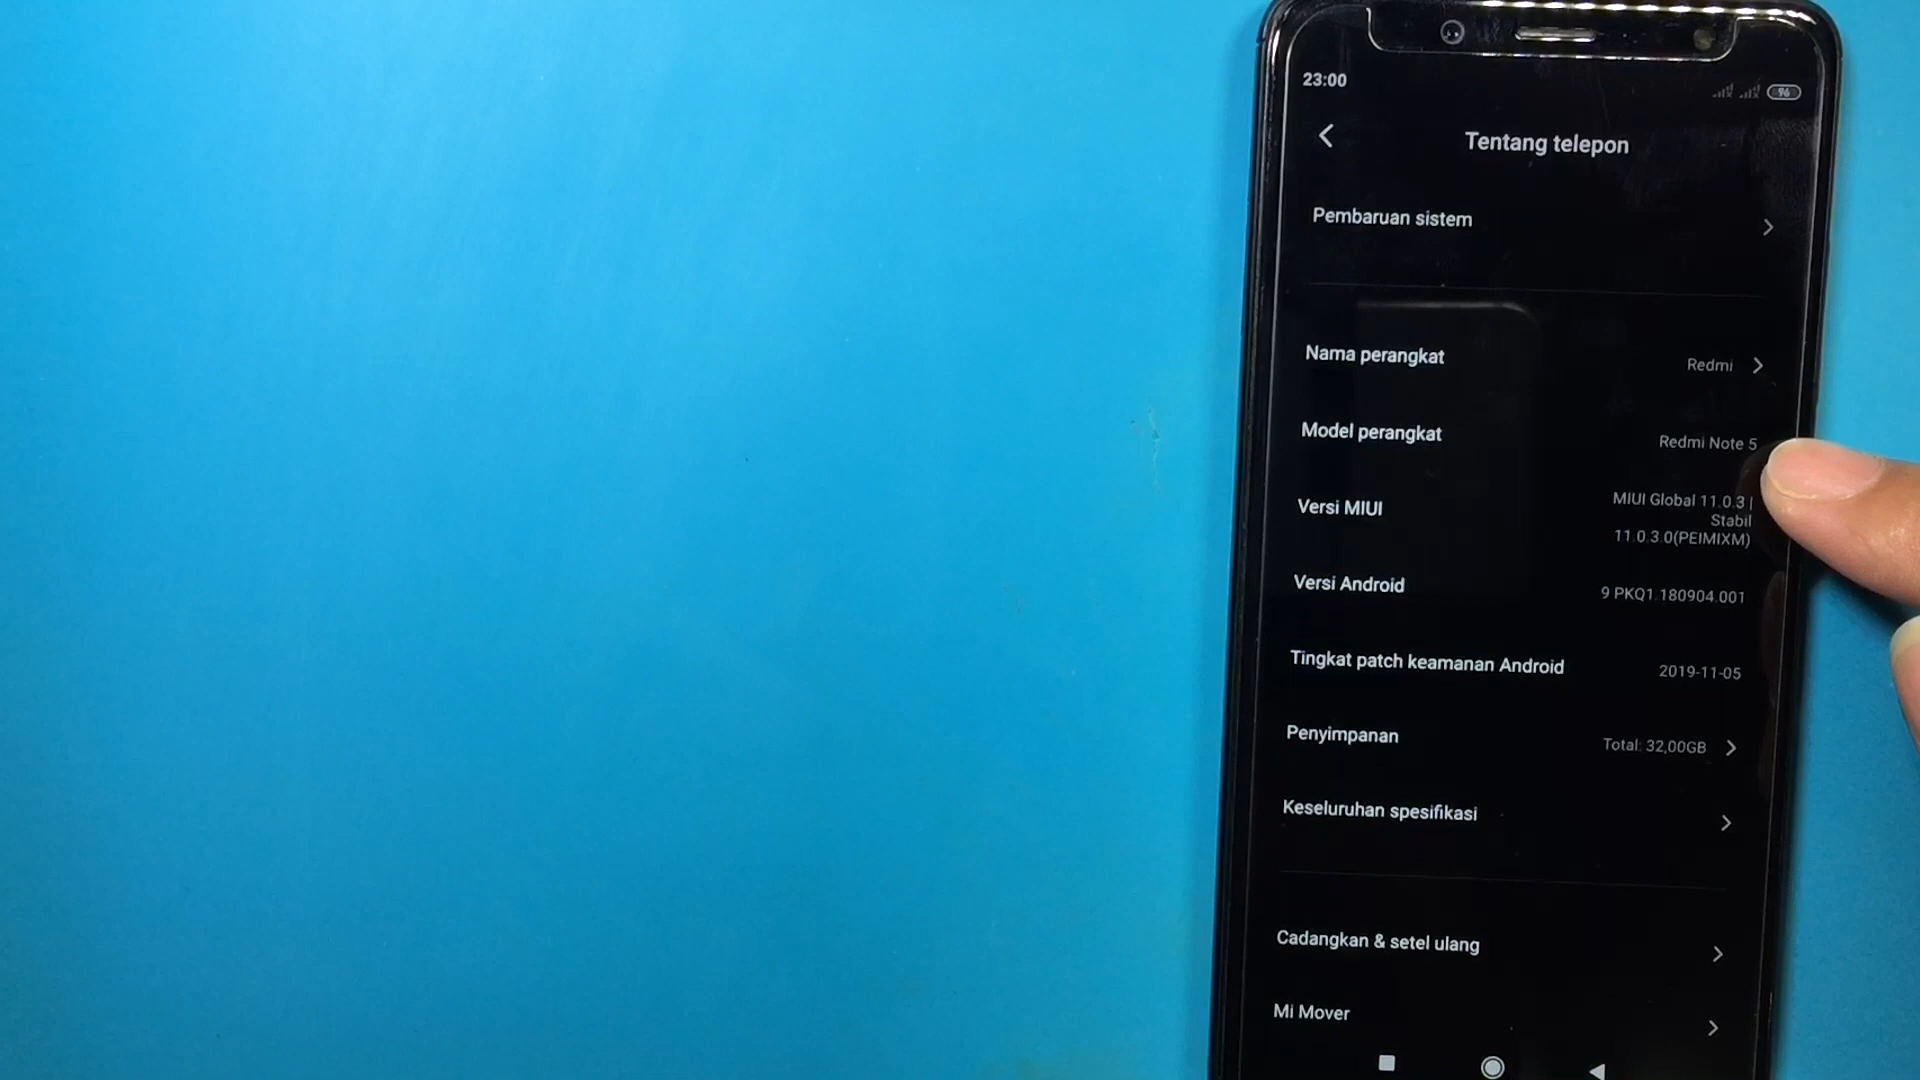 23:00
96
Tentang telepon
Pembaruan sistem
Nama perangkat
Redmi
Model perangkat
Redmi Note 5
Versi MIUI
MIUI Global 11.0.3 |
Stabil
11.0.3.0(PEIMIXM)
Versi Android
9 PKQ1.180904.001
Tingkat patch keamanan Android
2019-11-05
Penyimpanan
Total: 32,00GB
Keseluruhan spesifikasi
Cadangkan & setel ulang
Mi Mover